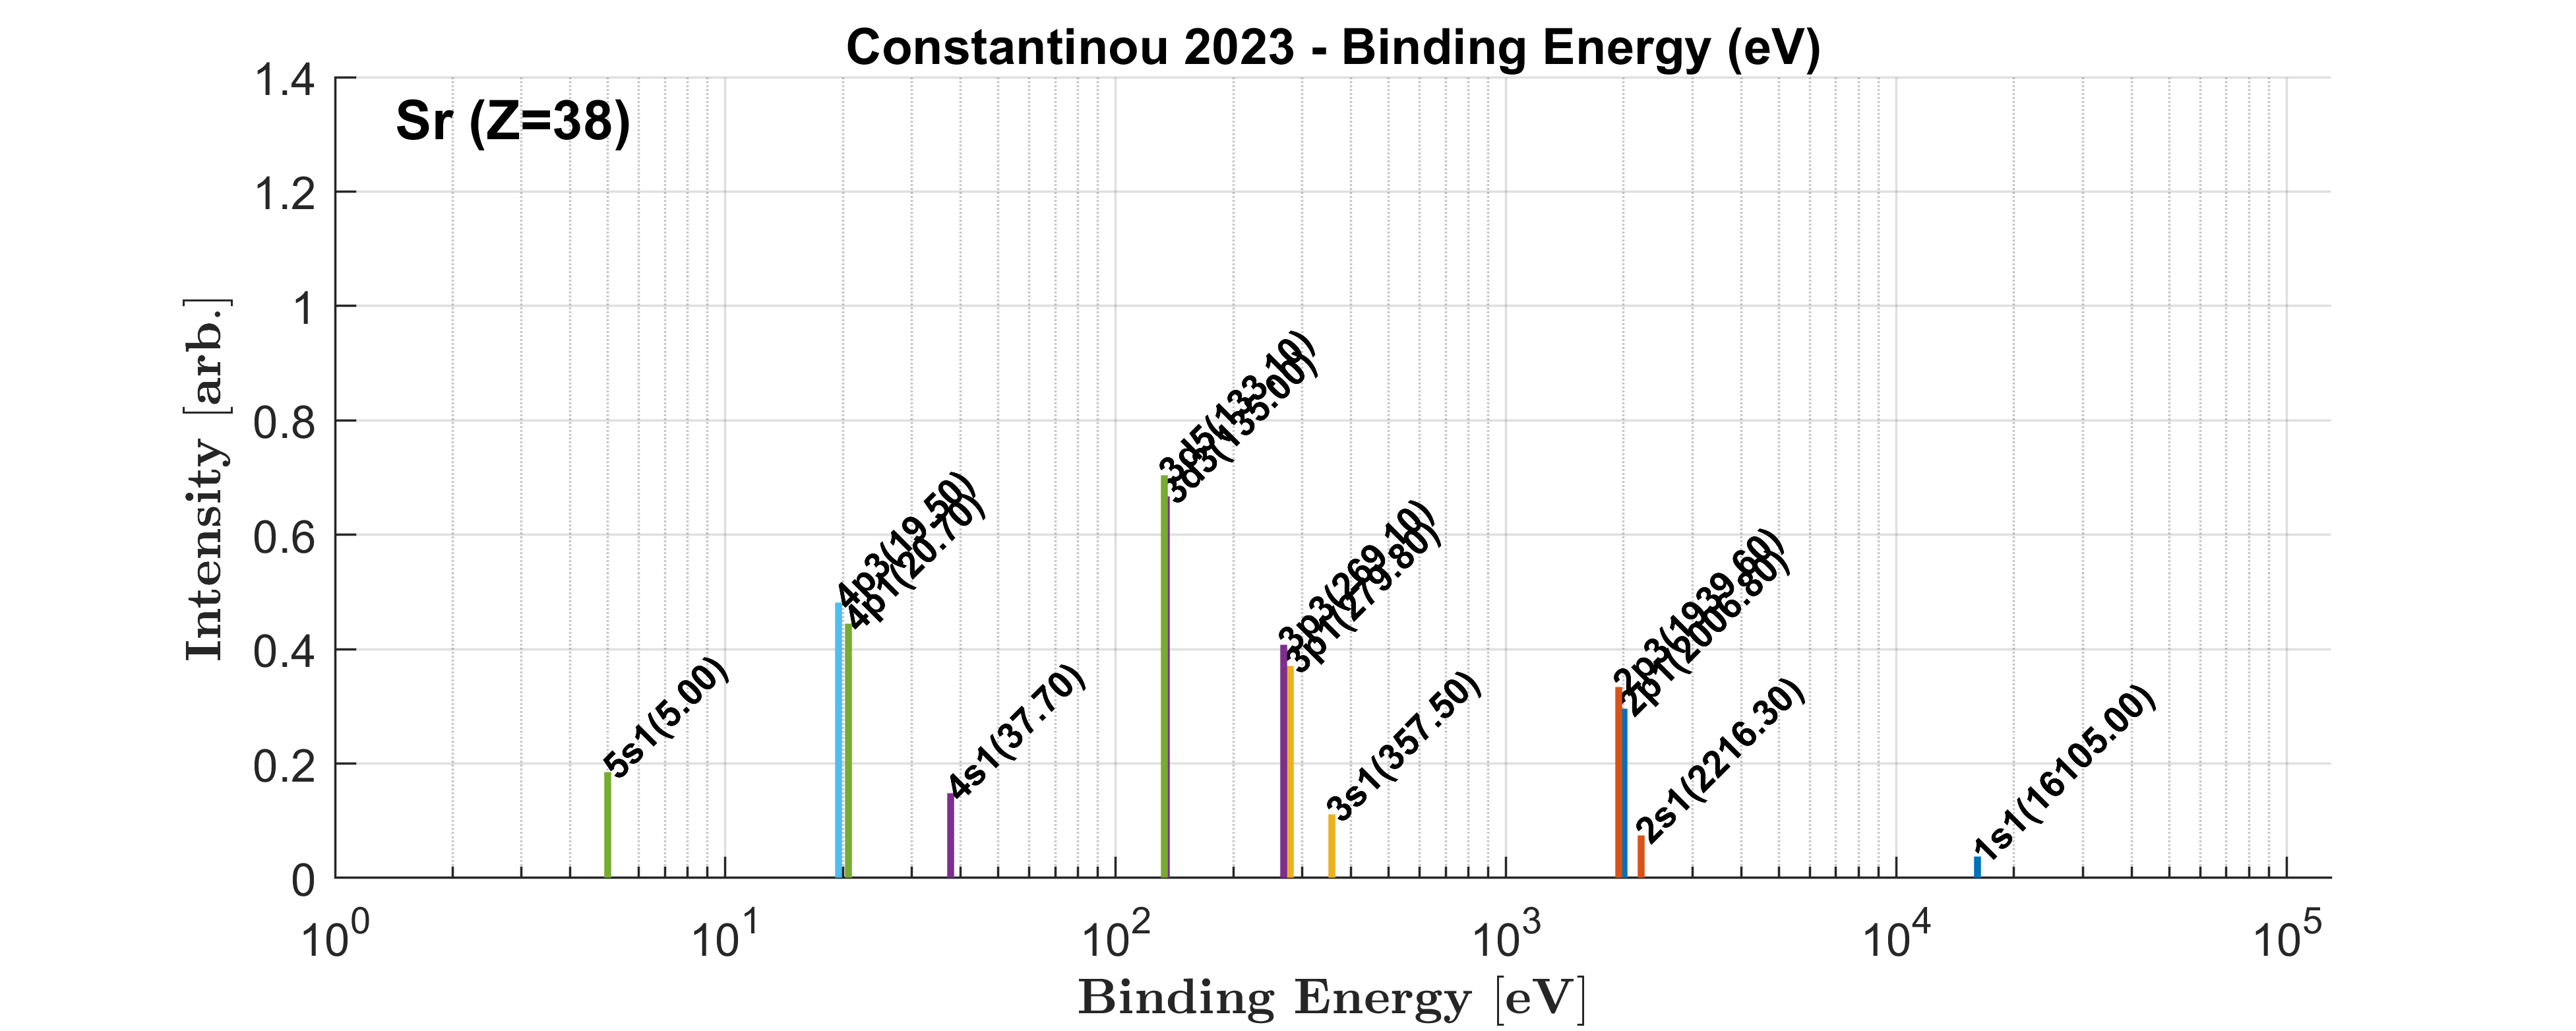 Constantinou 2023 - Binding Energy (eV)
Sr (Z=38)
1.4
1.2
1
0.8
0.6
0.4
0.2
0
Intensity [arb.]
5s1(5.00)
4p3(19.50)
4p1(20.70)
4s1(37.70)
3d5(133.10)
3d3(135.00)
3p3(269.10)
3p1(279.80)
3s1(357.50)
2p3(1939.60)
2p1(2006.80)
2s1(2216.30)
1s1(16105.00)
10^0 10^1 10^2 10^3 10^4 10^5
Binding Energy [eV]